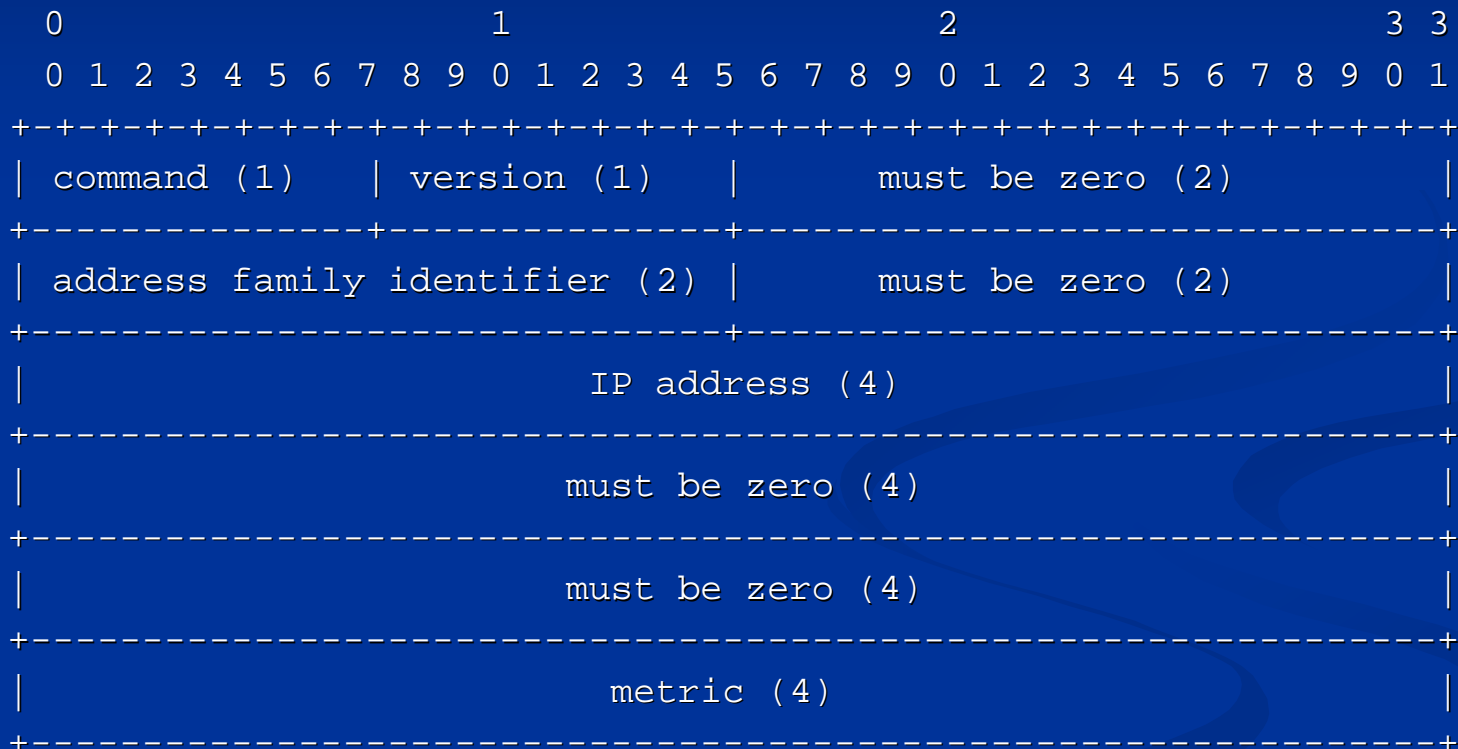 0                   1                   2                   3 3
0 1 2 3 4 5 6 7 8 9 0 1 2 3 4 5 6 7 8 9 0 1 2 3 4 5 6 7 8 9 0 1
+-+-+-+-+-+-+-+-+-+-+-+-+-+-+-+-+-+-+-+-+-+-+-+-+-+-+-+-+-+-+-+-+
| command (1)   | version (1)   |      must be zero (2)         |
+---------------+---------------+-------------------------------+
| address family identifier (2) |      must be zero (2)         |
+-------------------------------+-------------------------------+
|                         IP address (4)                        |
+---------------------------------------------------------------+
|                        must be zero (4)                       |
+---------------------------------------------------------------+
|                        must be zero (4)                       |
+---------------------------------------------------------------+
|                          metric (4)                           |
+---------------------------------------------------------------+